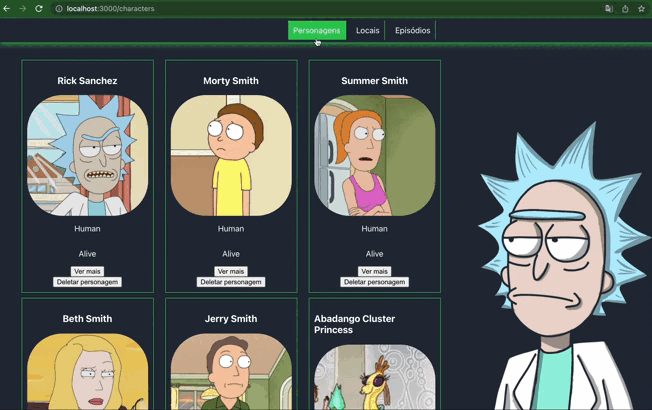 localhost:3000/characters
Personagens Locais Episódios
Rick Sanchez Morty Smith Summer Smith
Human Human Human
Alive Alive Alive
Ver mais Ver mais Ver mais
Deletar personagem Deletar personagem Deletar personagem
Beth Smith Jerry Smith Abadango Cluster
Princess